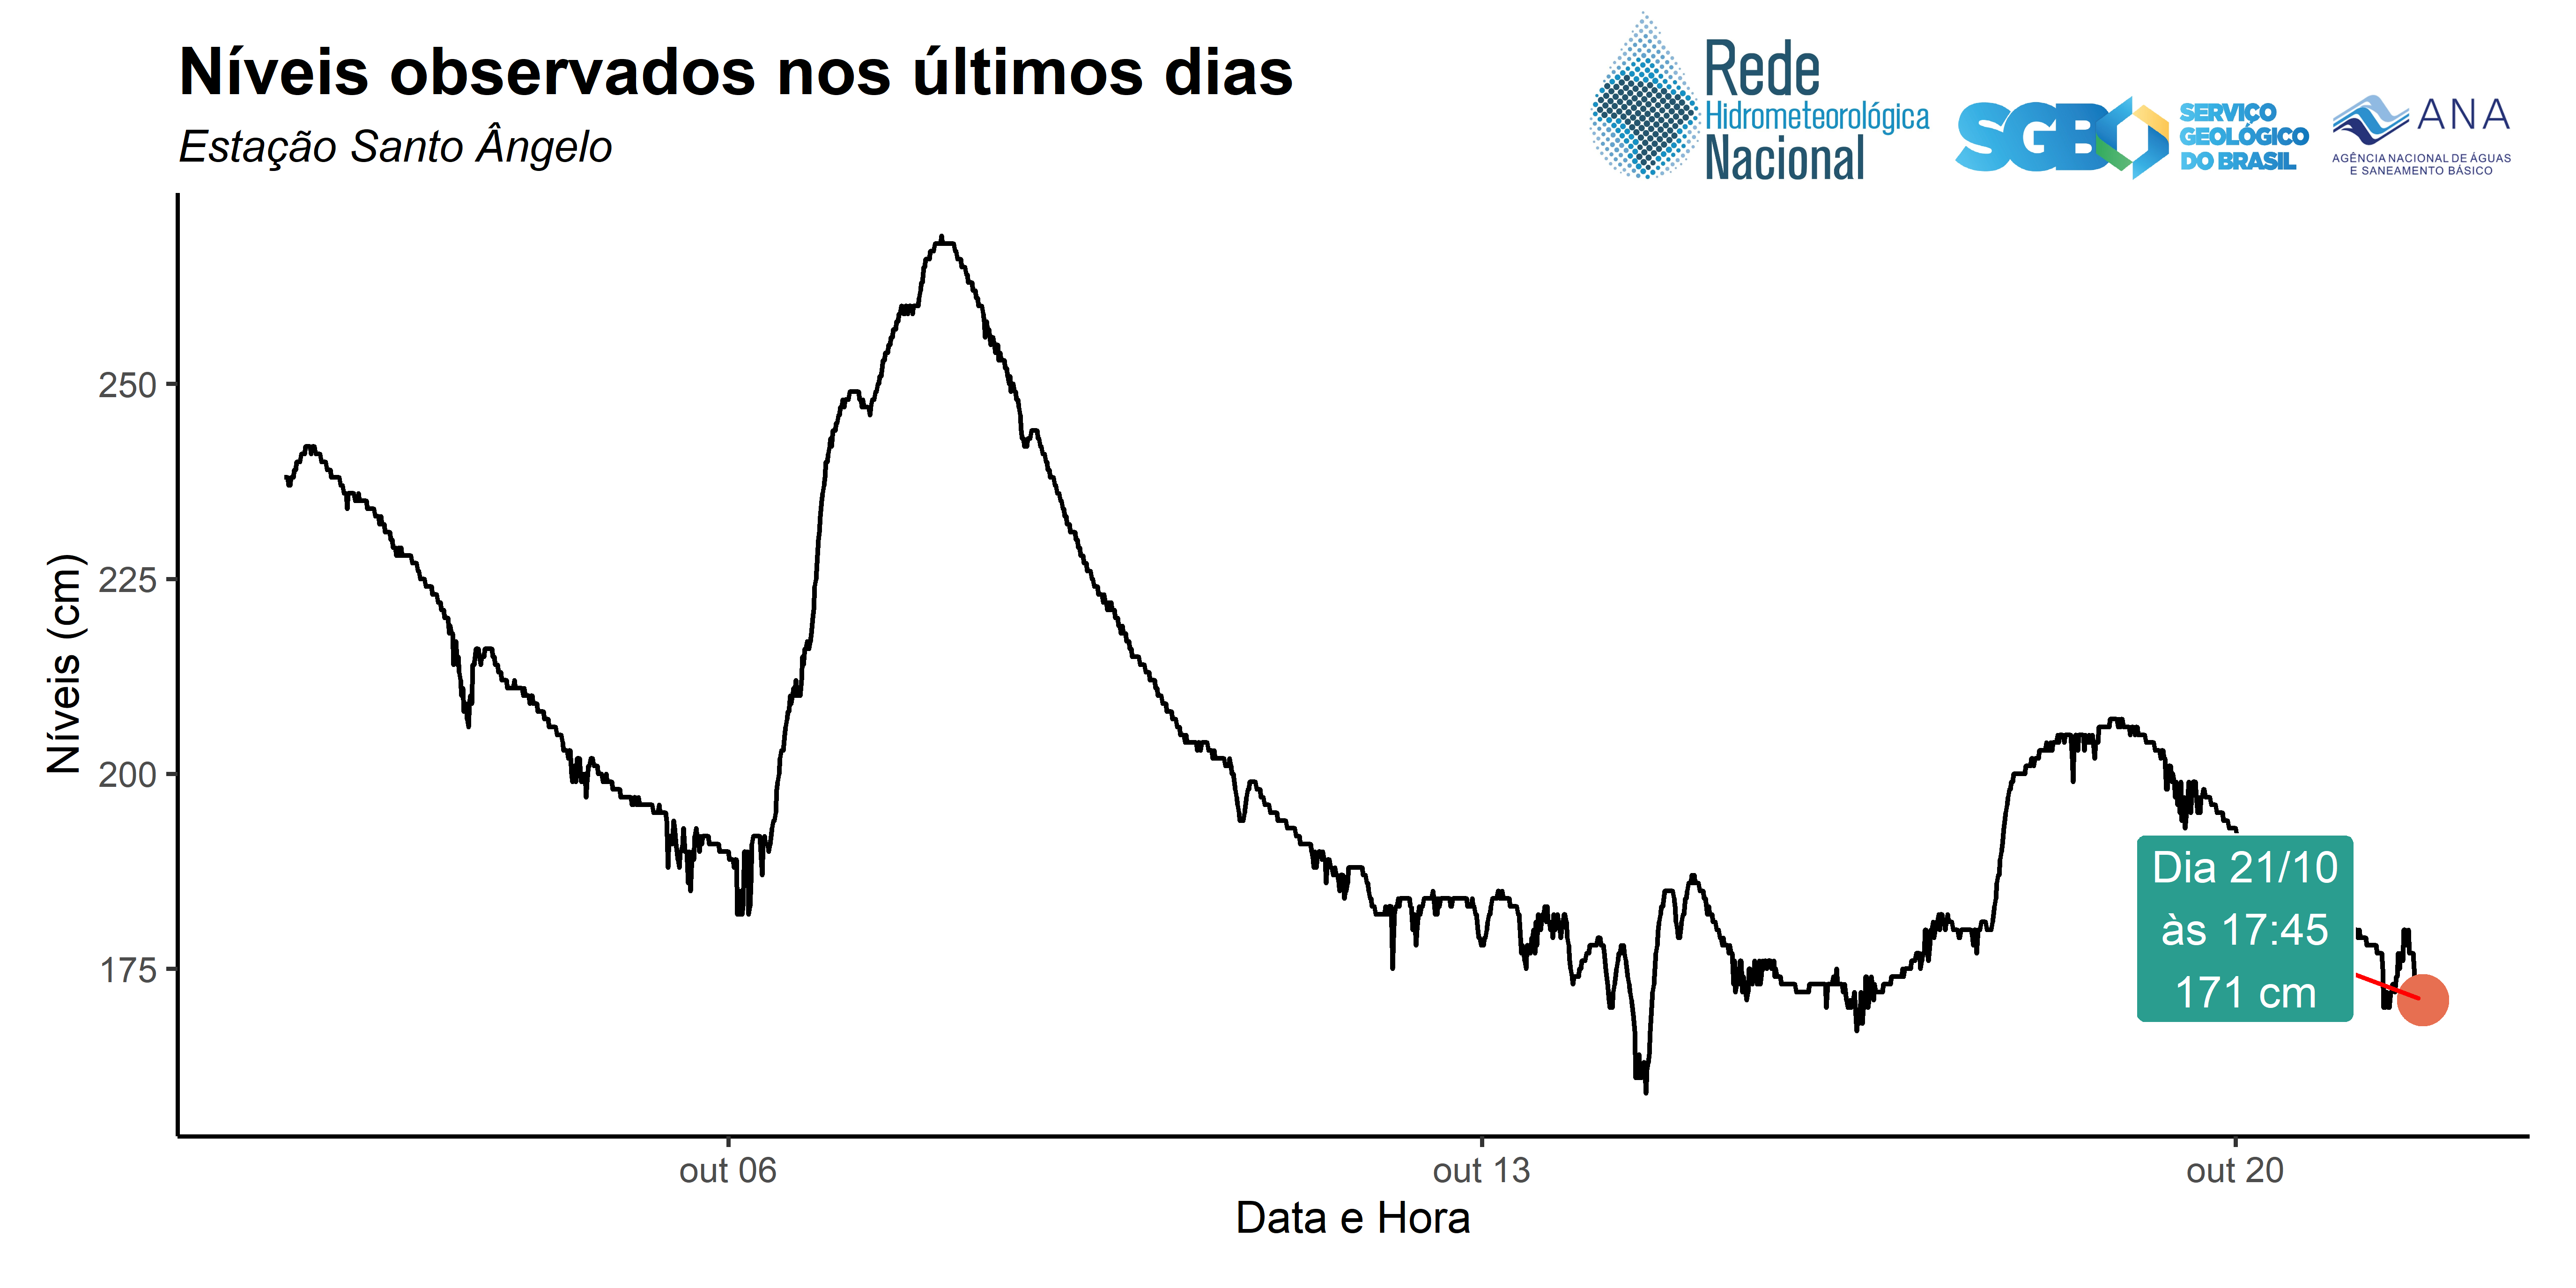 Níveis observados nos últimos dias
Estação Santo Ângelo
Rede
Hidrometeorológica
Nacional
SGB
SERVIÇO
GEOLÓGICO
DO BRASIL
ANA
AGÊNCIA NACIONAL DE ÁGUAS
E SANEAMENTO BÁSICO
Níveis (cm)
250
225
200
175
Dia 21/10
às 17:45
171 cm
out 06
out 13
out 20
Data e Hora